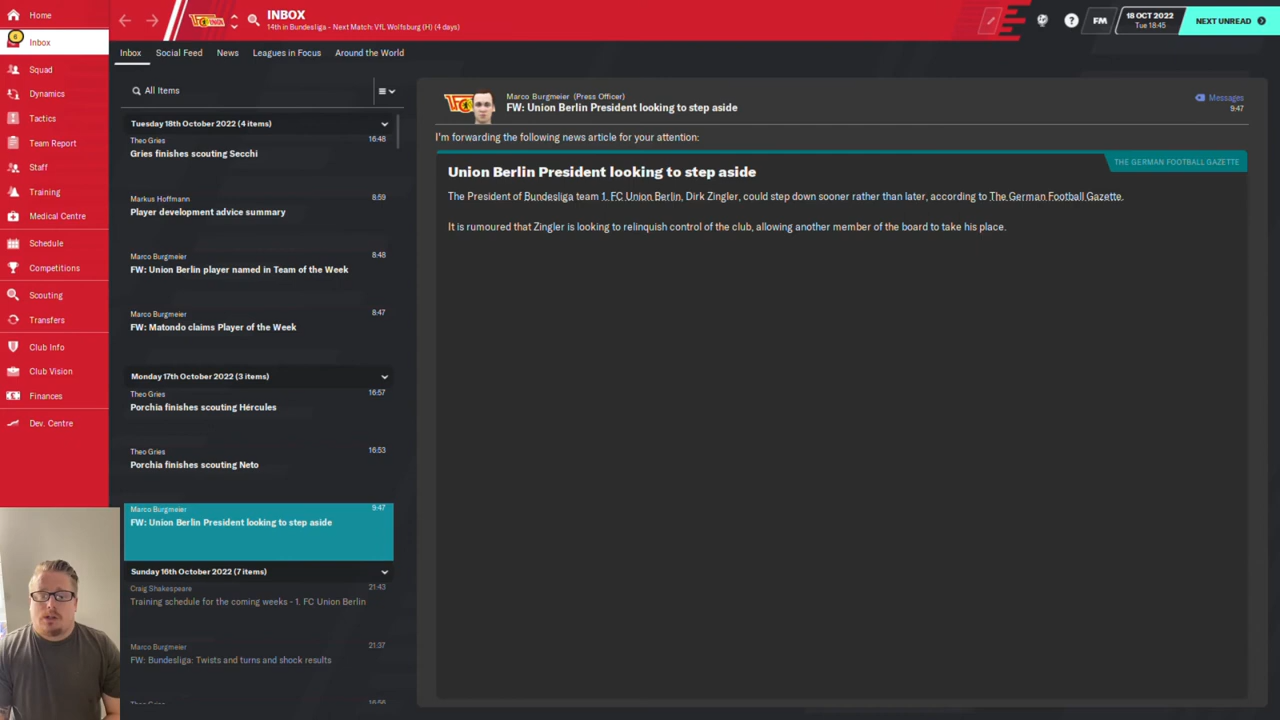 Home
Inbox
6
Squad
Dynamics
Tactics
Team Report
Staff
Training
Medical Centre
Schedule
Competitions
Scouting
Transfers
Club Info
Club Vision
Finances
Dev. Centre
INBOX
14th in Bundesliga - Next Match: VfL Wolfsburg (H) (4 days)
?
FM
18 OCT 2022
Tue 18:45
NEXT UNREAD
Inbox
Social Feed
News
Leagues in Focus
Around the World
All Items
Tuesday 18th October 2022 (4 items)
Theo Gries
16:48
Gries finishes scouting Secchi
Markus Hoffmann
8:59
Player development advice summary
Marco Burgmeier
8:48
FW: Union Berlin player named in Team of the Week
Marco Burgmeier
8:47
FW: Matondo claims Player of the Week
Monday 17th October 2022 (3 items)
Theo Gries
16:57
Porchia finishes scouting Hércules
Theo Gries
16:53
Porchia finishes scouting Neto
Marco Burgmeier
9:47
FW: Union Berlin President looking to step aside
Sunday 16th October 2022 (7 items)
Craig Shakespeare
21:43
Training schedule for the coming weeks - 1. FC Union Berlin
Marco Burgmeier
21:37
FW: Bundesliga: Twists and turns and shock results
Marco Burgmeier (Press Officer)
FW: Union Berlin President looking to step aside
Messages
9:47
I'm forwarding the following news article for your attention:
THE GERMAN FOOTBALL GAZETTE
Union Berlin President looking to step aside
The President of Bundesliga team 1. FC Union Berlin, Dirk Zingler, could step down sooner rather than later, according to The German Football Gazette.
It is rumoured that Zingler is looking to relinquish control of the club, allowing another member of the board to take his place.